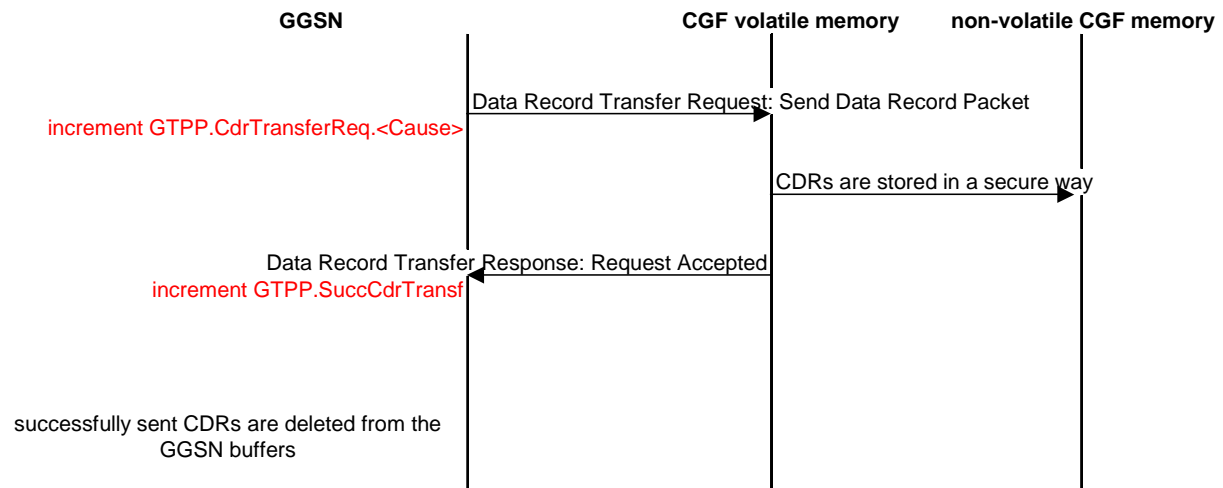 GGSN
CGF volatile memory
non-volatile CGF memory
Data Record Transfer Request: Send Data Record Packet
increment GTPP.CdrTransferReq.<Cause>
CDRs are stored in a secure way
Data Record Transfer Response: Request Accepted
increment GTPP.SuccCdrTransf
successfully sent CDRs are deleted from the
GGSN buffers